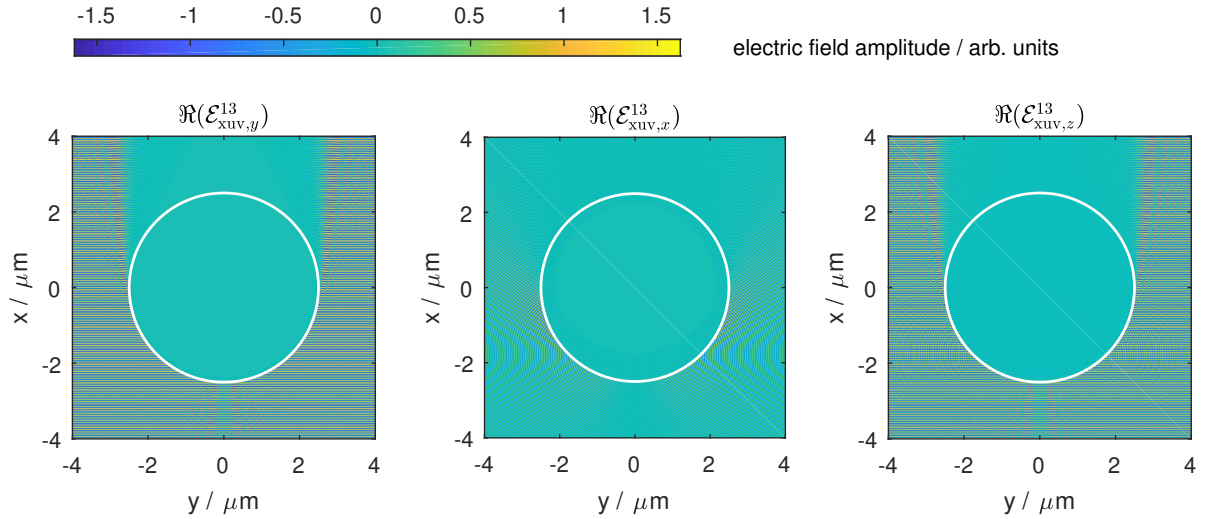 -1.5 -1 -0.5 0 0.5 1 1.5
electric field amplitude / arb. units
ℜ(ℰ¹³xuv,y) ℜ(ℰ¹³xuv,x) ℜ(ℰ¹³xuv,z)
4 4 4
2 2 2
0 0 0
-2 -2 -2
-4 -4 -4
x / μm x / μm x / μm
-4 -2 0 2 4 -4 -2 0 2 4 -4 -2 0 2 4
y / μm y / μm y / μm